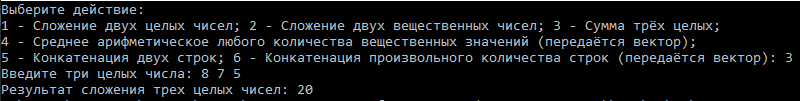 Выберите действие:
1 - Сложение двух целых чисел; 2 - Сложение двух вещественных чисел; 3 - Сумма трёх целых;
4 - Среднее арифметическое любого количества вещественных значений (передаётся вектор);
5 - Конкатенация двух строк; 6 - Конкатенация произвольного количества строк (передаётся вектор): 3
Введите три целых числа: 8 7 5
Результат сложения трех целых чисел: 20